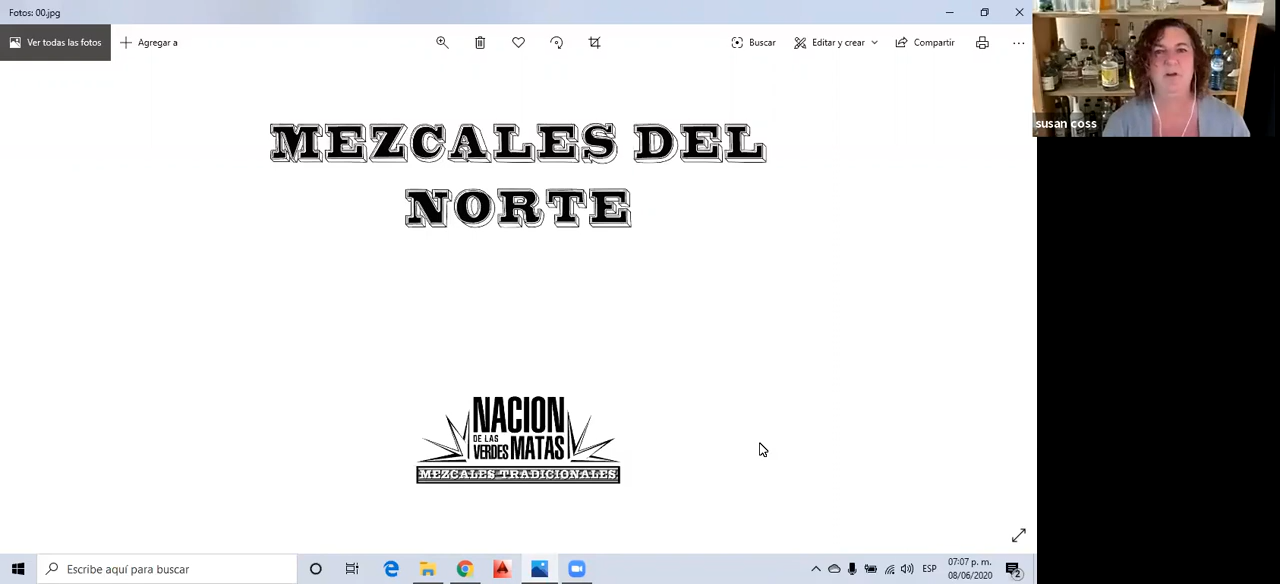 Fotos: 00.jpg
Ver todas las fotos
Agregar a
Buscar
Editar y crear
Compartir
susan coss
MEZCALES DEL
NORTE
NACION
DE LAS
VERDES MATAS
MEZCALES TRADICIONALES
Escribe aquí para buscar
ESP
07:07 p. m.
08/06/2020
2